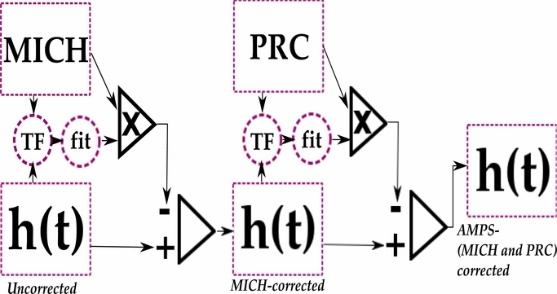 MICH
TF
fit
X
h(t)
Uncorrected
-
+
PRC
TF
fit
X
h(t)
MICH-corrected
-
+
h(t)
AMPS-
(MICH and PRC)
corrected